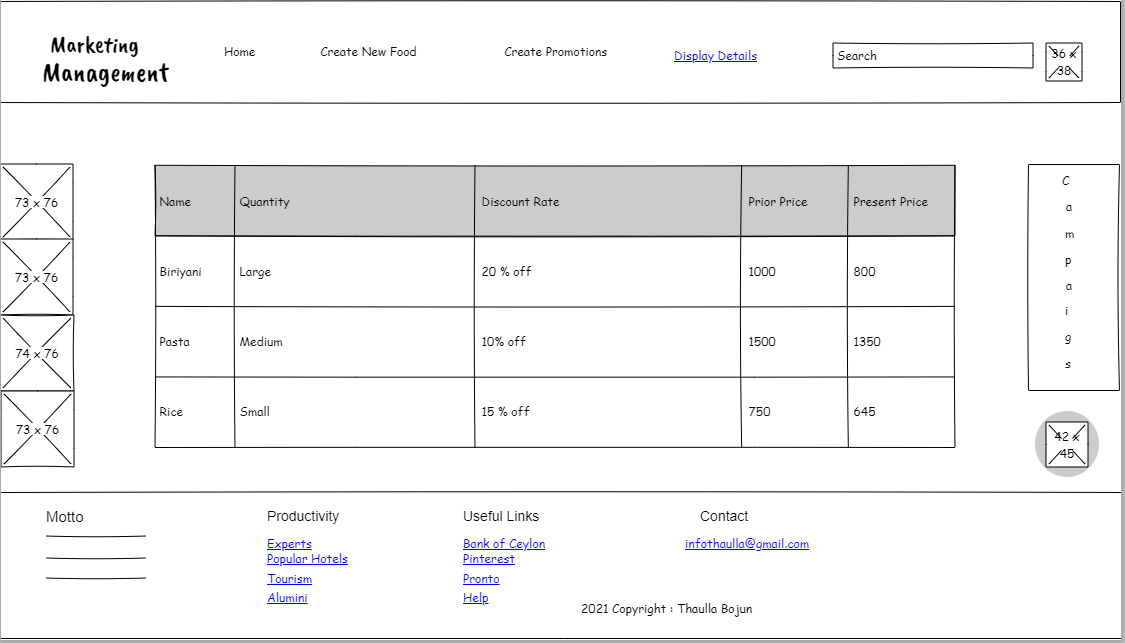 Marketing
Management
Home
Create New Food
Create Promotions
Display Details
Search
36 x
38
73 x 76
73 x 76
74 x 76
73 x 76
Name Quantity Discount Rate Prior Price Present Price
Biriyani Large 20 % off 1000 800
Pasta Medium 10% off 1500 1350
Rice Small 15 % off 750 645
C
a
m
p
a
i
g
s
42 x
45
Motto
Productivity
Experts
Popular Hotels
Tourism
Alumini
Useful Links
Bank of Ceylon
Pinterest
Pronto
Help
Contact
infothaulla@gmail.com
2021 Copyright : Thaulla Bojun